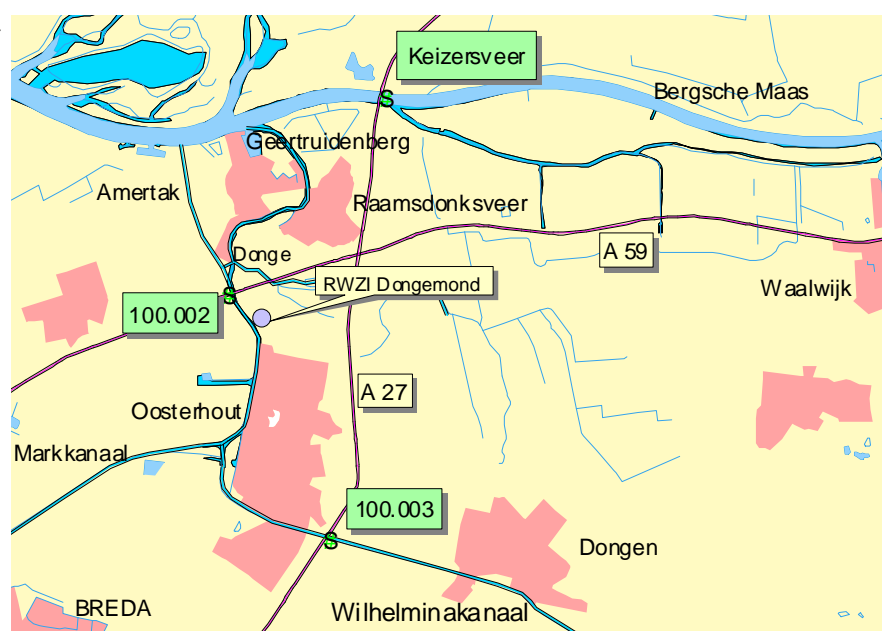 Keizersveer
S
Bergsche Maas
Geertruidenberg
Amertak
Raamsdonksveer
Donge
A 59
RWZI Dongemond
Waalwijk
S
100.002
A 27
Oosterhout
Markkanaal
100.003
S
Dongen
BREDA
Wilhelminakanaal